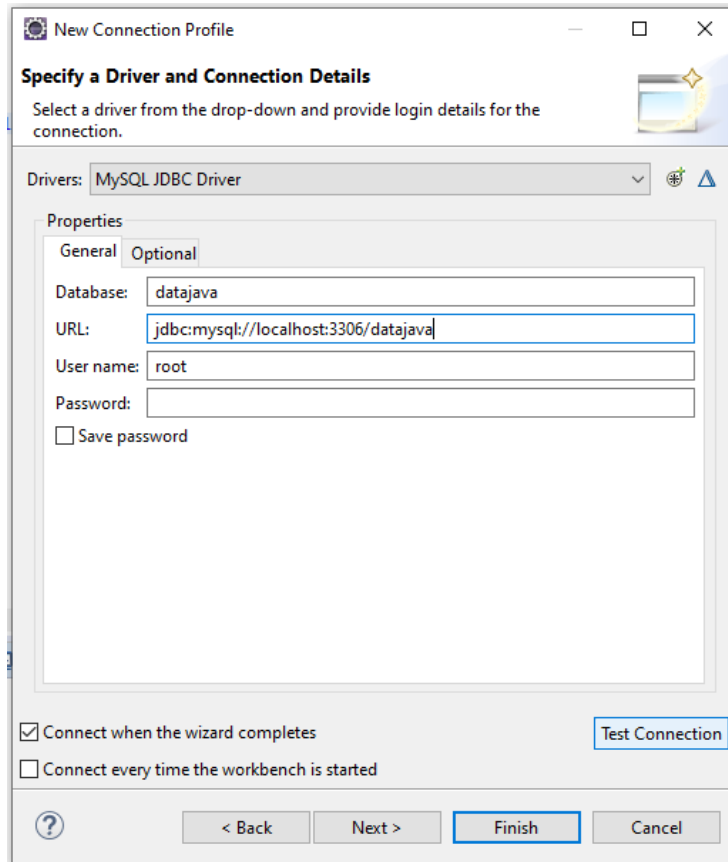 New Connection Profile
Specify a Driver and Connection Details
Select a driver from the drop-down and provide login details for the
connection.
Drivers: MySQL JDBC Driver
Properties
General Optional
Database: datajava
URL: jdbc:mysql://localhost:3306/datajava
User name: root
Password:
Save password
Connect when the wizard completes
Test Connection
Connect every time the workbench is started
? < Back Next > Finish Cancel